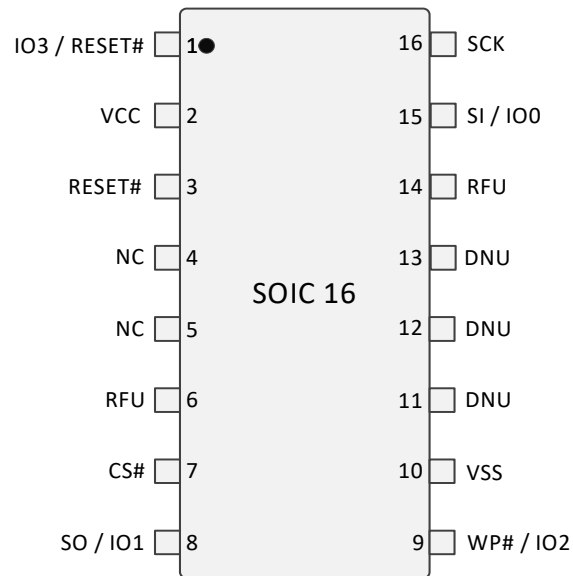 IO3 / RESET# 1 16 SCK
VCC 2 15 SI / IO0
RESET# 3 14 RFU
NC 4 13 DNU
SOIC 16
NC 5 12 DNU
RFU 6 11 DNU
CS# 7 10 VSS
SO / IO1 8 9 WP# / IO2